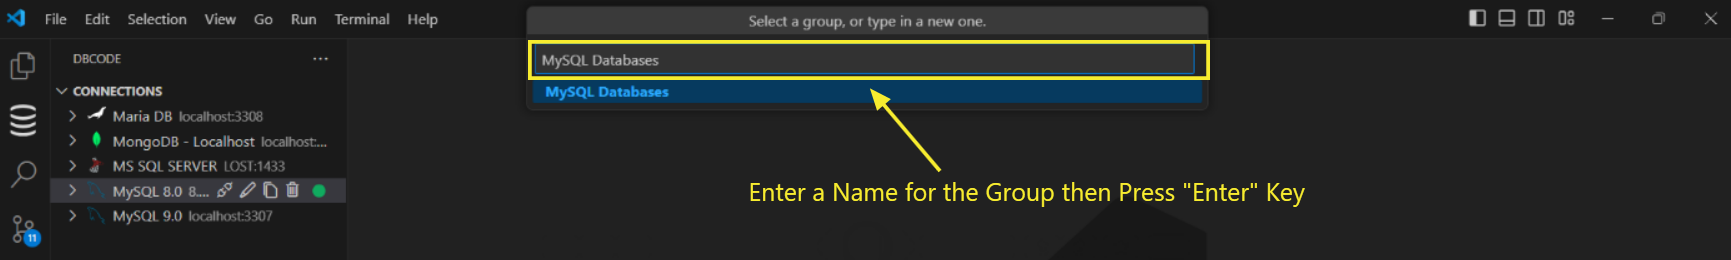 File Edit Selection View Go Run Terminal Help
Select a group, or type in a new one.
DBCODE
MySQL Databases
MySQL Databases
CONNECTIONS
Maria DB localhost:3308
MongoDB - Localhost localhost:...
MS SQL SERVER LOST:1433
MySQL 8.0 8....
MySQL 9.0 localhost:3307
Enter a Name for the Group then Press "Enter" Key
11